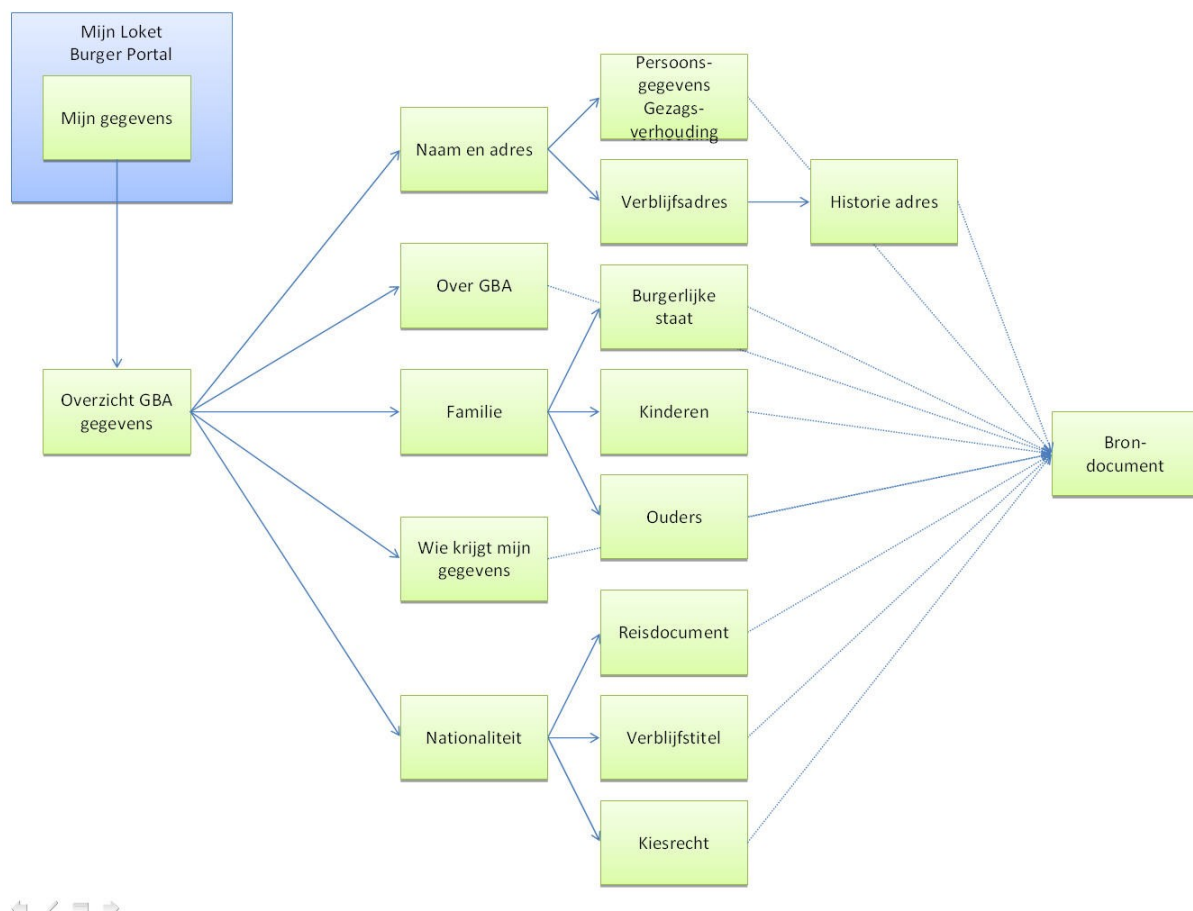 Mijn Loket
Burger Portal
Mijn gegevens
Overzicht GBA
gegevens
Naam en adres
Over GBA
Familie
Wie krijgt mijn
gegevens
Nationaliteit
Persoons-
gegevens
Gezags-
verhouding
Verblijfsadres
Historie adres
Burgerlijke
staat
Kinderen
Ouders
Reisdocument
Verblijfstitel
Kiesrecht
Bron-
document